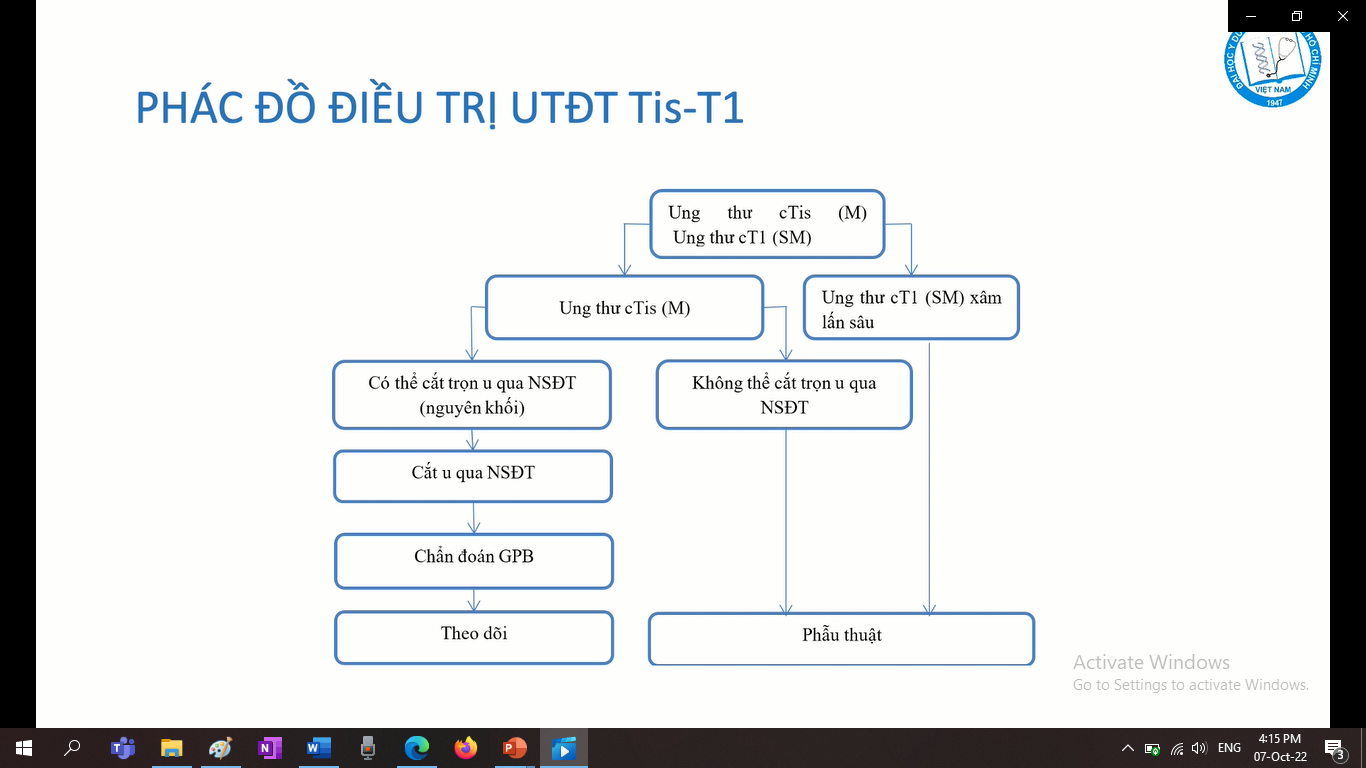 PHÁC ĐỒ ĐIỀU TRỊ UTĐT Tis-T1
VIỆT NAM
1947
Ung thư cTis (M)
Ung thư cT1 (SM)
Ung thư cTis (M)
Ung thư cT1 (SM) xâm
lấn sâu
Có thể cắt trọn u qua NSĐT
(nguyên khối)
Không thể cắt trọn u qua
NSĐT
Cắt u qua NSĐT
Chẩn đoán GPB
Theo dõi
Phẫu thuật
Activate Windows
Go to Settings to activate Windows.
ENG
4:15 PM
07-Oct-22
3